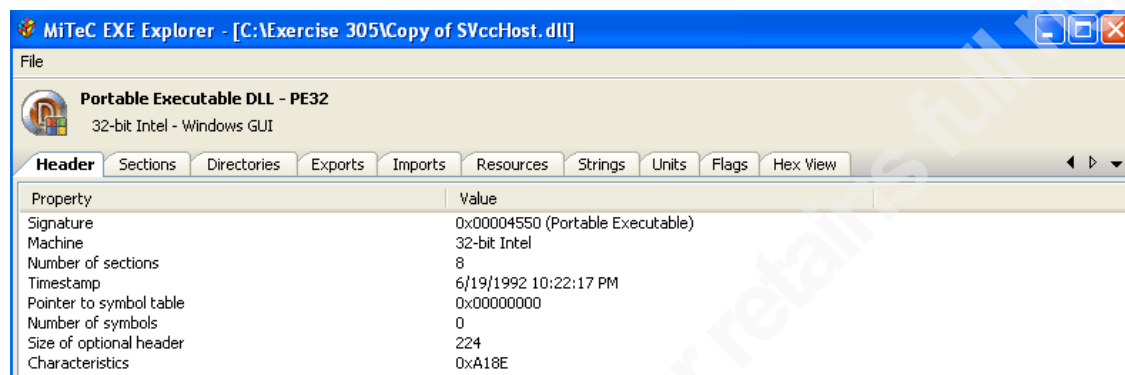 MiTeC EXE Explorer - [C:\Exercise 305\Copy of SVccHost.dll]
File
Portable Executable DLL - PE32
32-bit Intel - Windows GUI
Header Sections Directories Exports Imports Resources Strings Units Flags Hex View
Property Value
Signature 0x00004550 (Portable Executable)
Machine 32-bit Intel
Number of sections 8
Timestamp 6/19/1992 10:22:17 PM
Pointer to symbol table 0x00000000
Number of symbols 0
Size of optional header 224
Characteristics 0xA18E
r retains full r